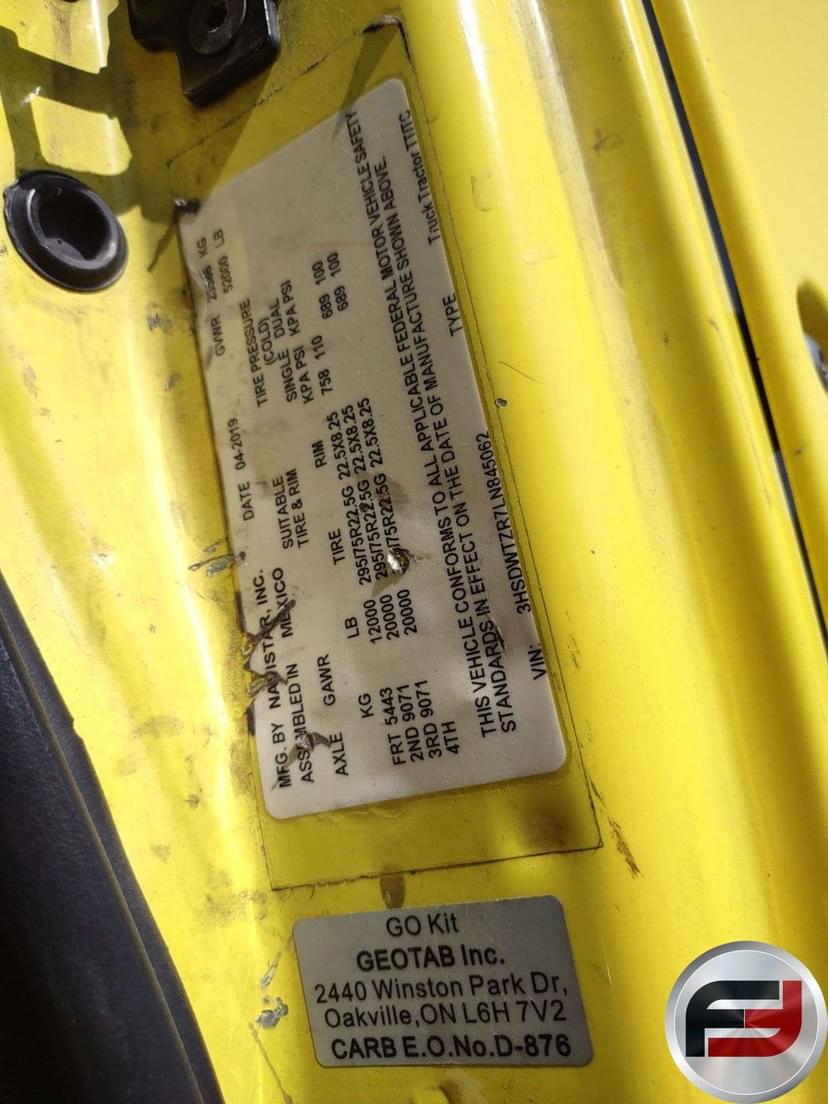 MFG. BY NAVISTAR, INC. DATE 04-2019 GVWR 23586 KG
ASSEMBLED IN MEXICO 52000 LB
SUITABLE TIRE PRESSURE
TIRE & RIM (COLD)
AXLE GAWR SINGLE DUAL
KG LB TIRE RIM KPA PSI KPA PSI
FRT 5443 12000 295/75R22.5G 22.5X8.25 758 110
2ND 9071 20000 295/75R22.5G 22.5X8.25 689 100
3RD 9071 20000 295/75R22.5G 22.5X8.25 689 100
4TH
THIS VEHICLE CONFORMS TO ALL APPLICABLE FEDERAL MOTOR VEHICLE SAFETY
STANDARDS IN EFFECT ON THE DATE OF MANUFACTURE SHOWN ABOVE.
VIN: 3HSDWTZR7LN845062 TYPE Truck Tractor TT/TC
GO Kit
GEOTAB Inc.
2440 Winston Park Dr,
Oakville,ON L6H 7V2
CARB E.O.No.D-876